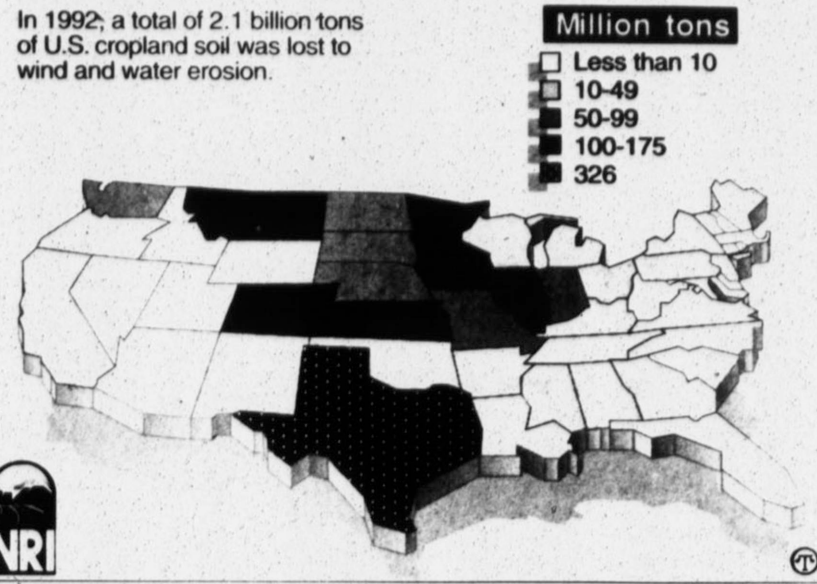 In 1992, a total of 2.1 billion tons
of U.S. cropland soil was lost to
wind and water erosion.
Million tons
Less than 10
10-49
50-99
100-175
326
NRI
T